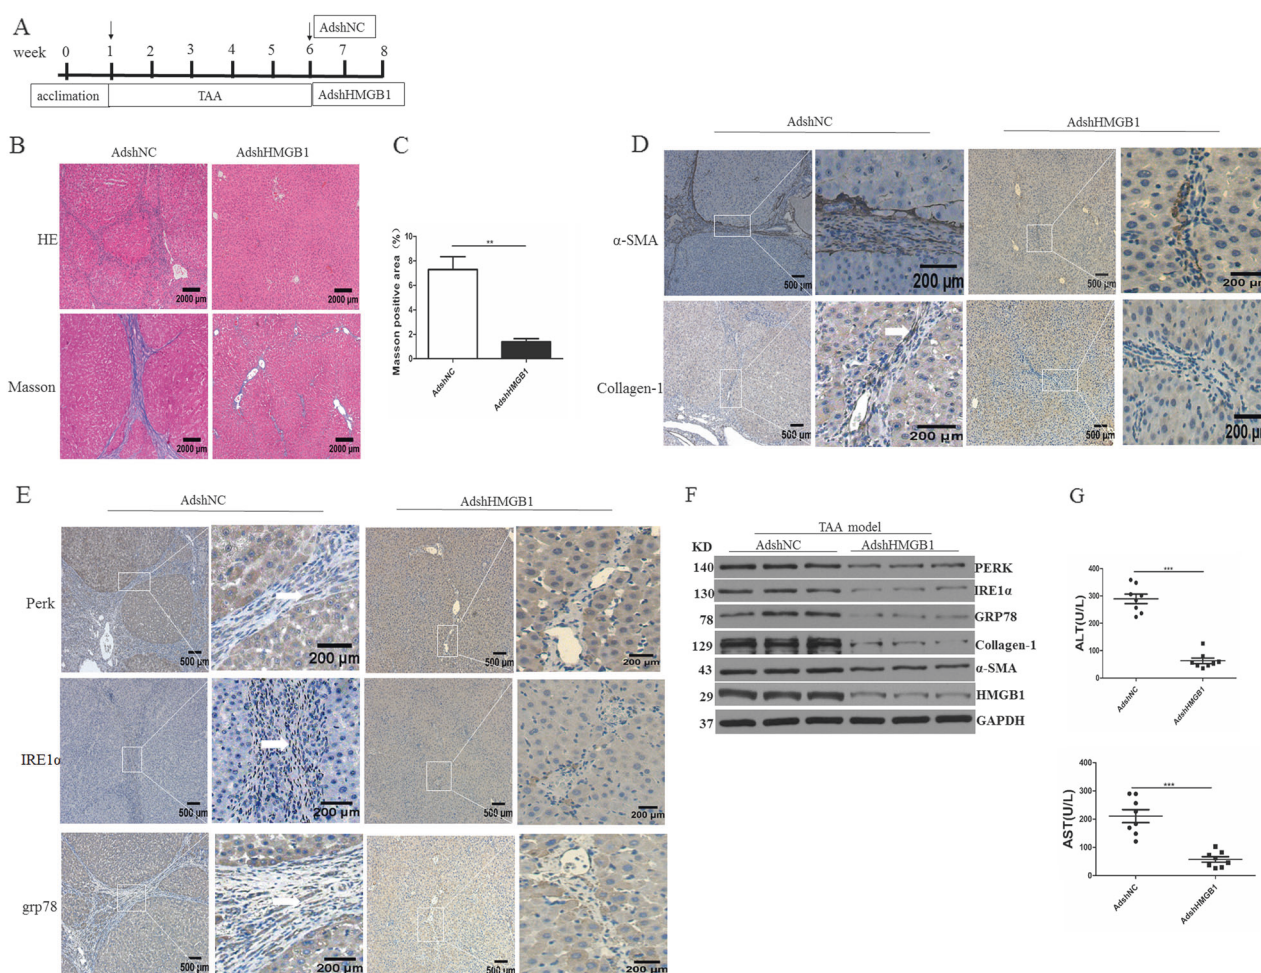 A
AdshNC
week 0 1 2 3 4 5 6 7 8
acclimation TAA AdshHMGB1
B
AdshNC AdshHMGB1
HE
2000 μm 2000 μm
Masson
2000 μm 2000 μm
C
Masson positive area (%)
10
8
6
4
2
0
**
AdshNC AdshHMGB1
D
AdshNC AdshHMGB1
α-SMA
500 μm 200 μm 500 μm 200 μm
Collagen-1
500 μm 200 μm 500 μm 200 μm
E
AdshNC AdshHMGB1
Perk
500 μm 200 μm 500 μm 200 μm
IRE1α
500 μm 200 μm 500 μm 200 μm
grp78
500 μm 200 μm 500 μm 200 μm
F
TAA model
KD AdshNC AdshHMGB1
140 PERK
130 IRE1α
78 GRP78
129 Collagen-1
43 α-SMA
29 HMGB1
37 GAPDH
G
ALT(U/L)
400
300
200
100
0
***
AdshNC AdshHMGB1
AST(U/L)
400
300
200
100
0
***
AdshNC AdshHMGB1